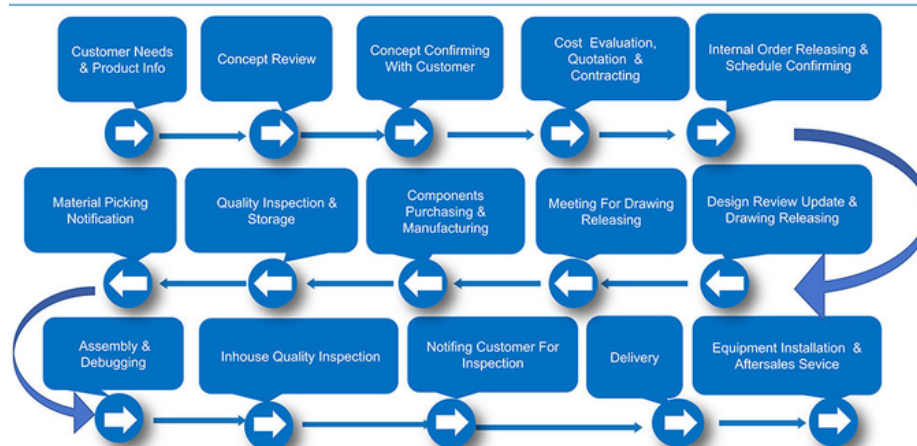 Customer Needs
& Product Info
Concept Review
Concept Confirming
With Customer
Cost Evaluation,
Quotation &
Contracting
Internal Order Releasing &
Schedule Confirming
Material Picking
Notification
Quality Inspection &
Storage
Components
Purchasing &
Manufacturing
Meeting For Drawing
Releasing
Design Review Update &
Drawing Releasing
Assembly &
Debugging
Inhouse Quality Inspection
Notifing Customer For
Inspection
Delivery
Equipment Installation &
Aftersales Sevice